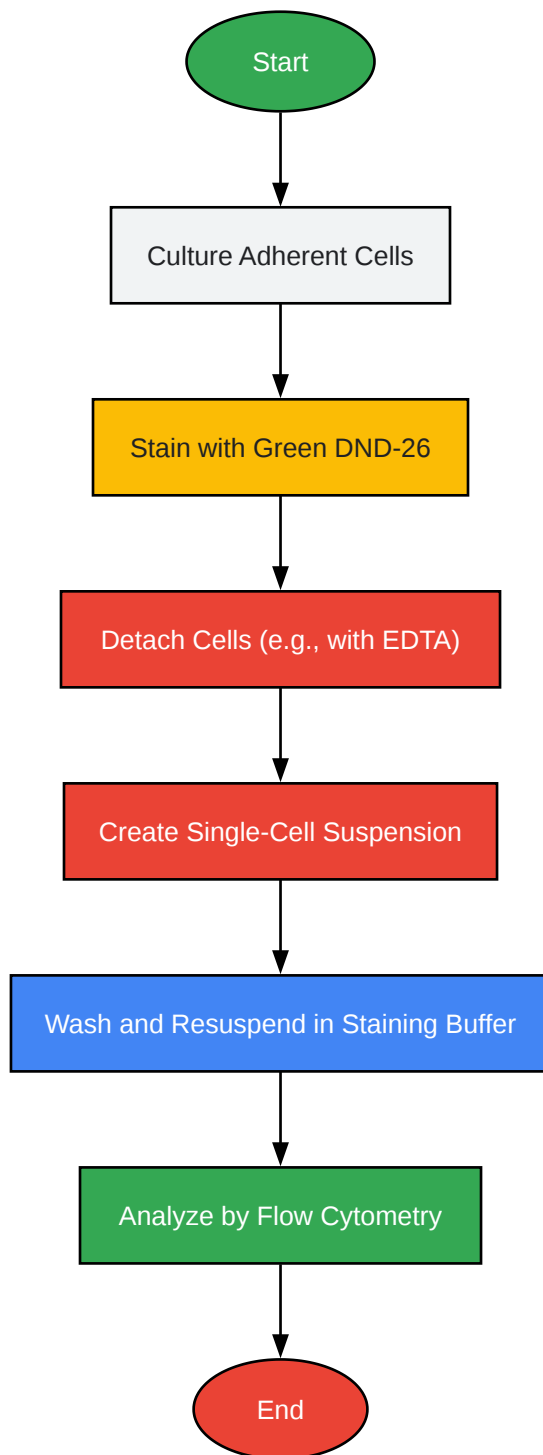 Start
Culture Adherent Cells
Stain with Green DND-26
Detach Cells (e.g., with EDTA)
Create Single-Cell Suspension
Wash and Resuspend in Staining Buffer
Analyze by Flow Cytometry
End